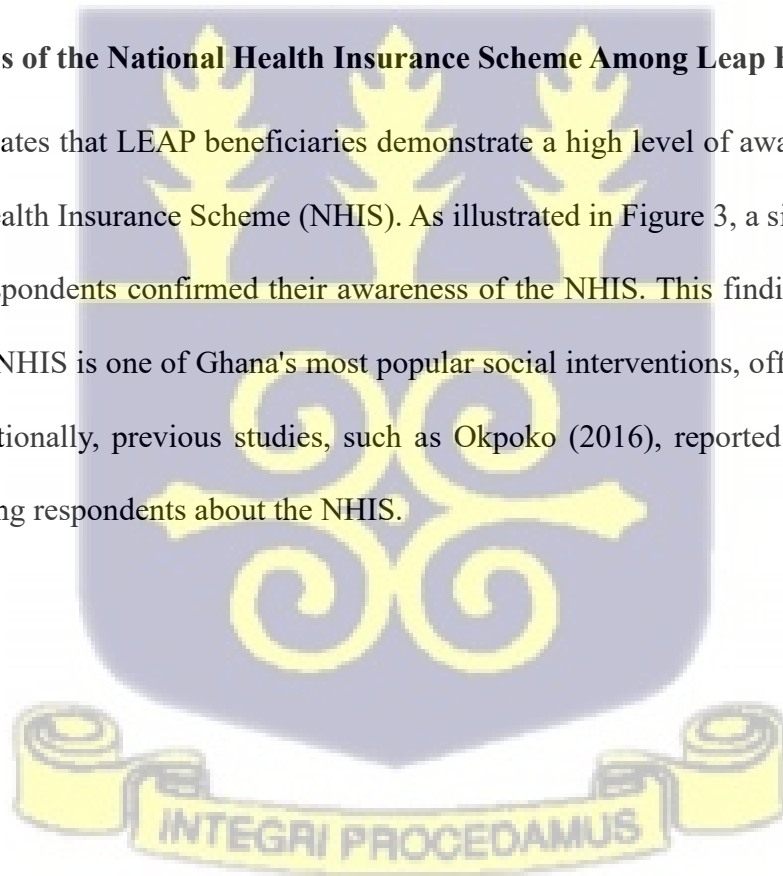 s of the National Health Insurance Scheme Among Leap
ates that LEAP beneficiaries demonstrate a high level of awa
ealth Insurance Scheme (NHIS). As illustrated in Figure 3, a si
spondents confirmed their awareness of the NHIS. This findi
NHIS is one of Ghana's most popular social interventions, off
tionally, previous studies, such as Okpoko (2016), reported
ng respondents about the NHIS.
INTEGRI PROCEDAMUS